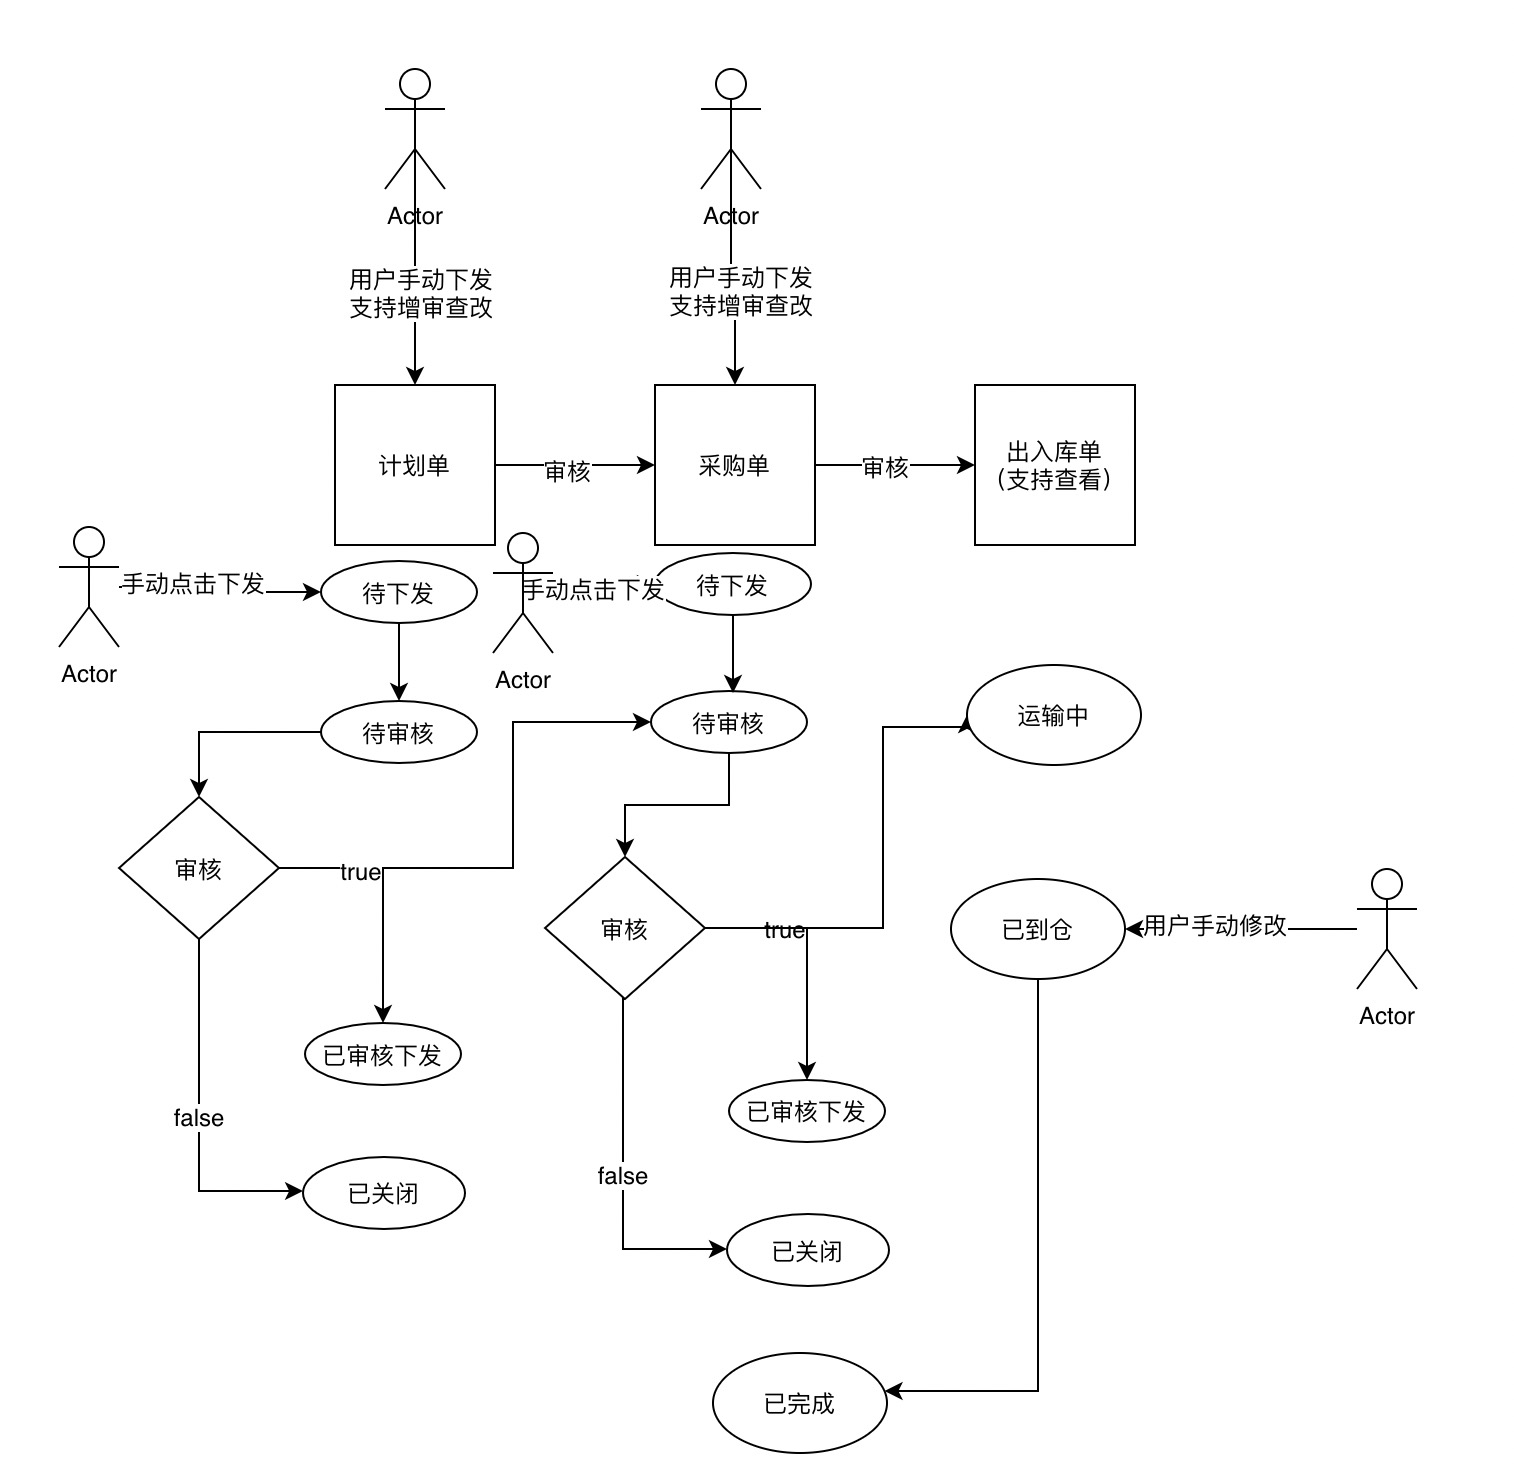 Actor
Actor
用户手动下发
支持增审查改
用户手动下发
支持增审查改
计划单
审核
采购单
审核
出入库单
（支持查看）
手动点击下发
待下发
手动点击下发
待下发
Actor
Actor
待审核
待审核
运输中
审核
true
审核
true
已到仓
用户手动修改
Actor
已审核下发
已审核下发
false
false
已关闭
已关闭
已完成